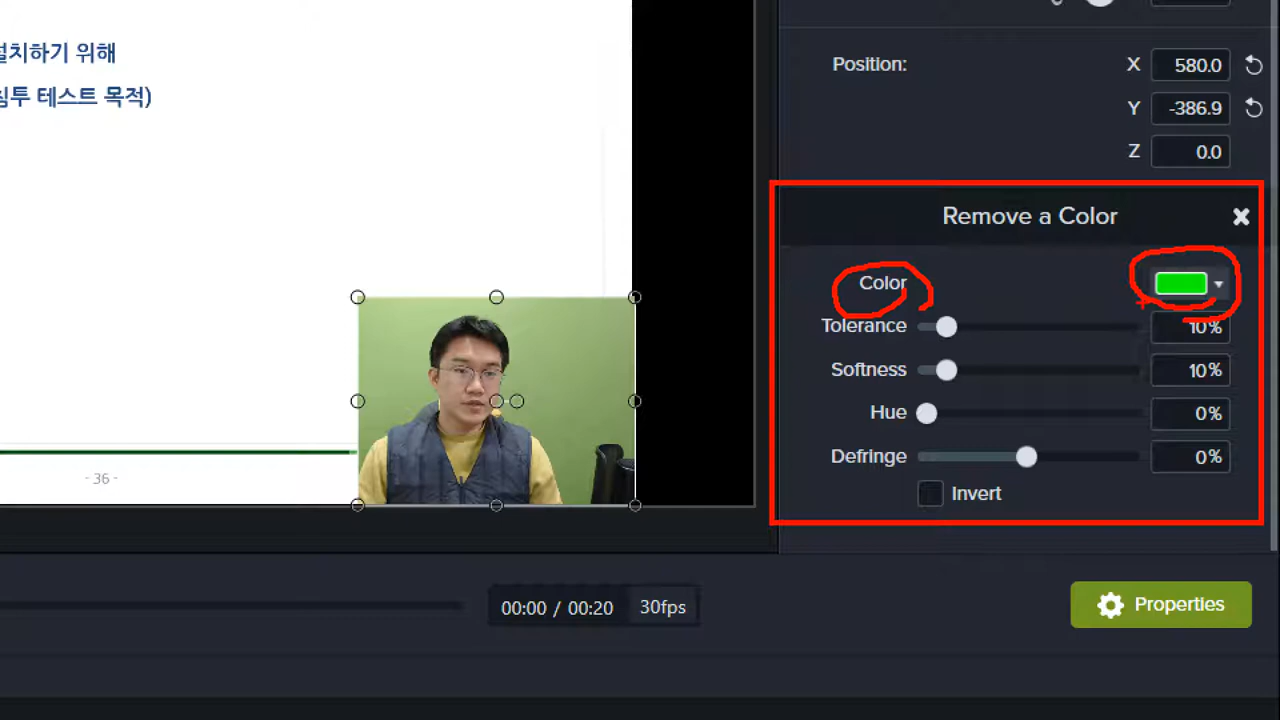 설치하기 위해
침투 테스트 목적)
- 36 -
Position:
X 580.0
Y -386.9
Z 0.0
Remove a Color
Color
Tolerance 10%
Softness 10%
Hue 0%
Defringe 0%
Invert
00:00 / 00:20 30fps
Properties